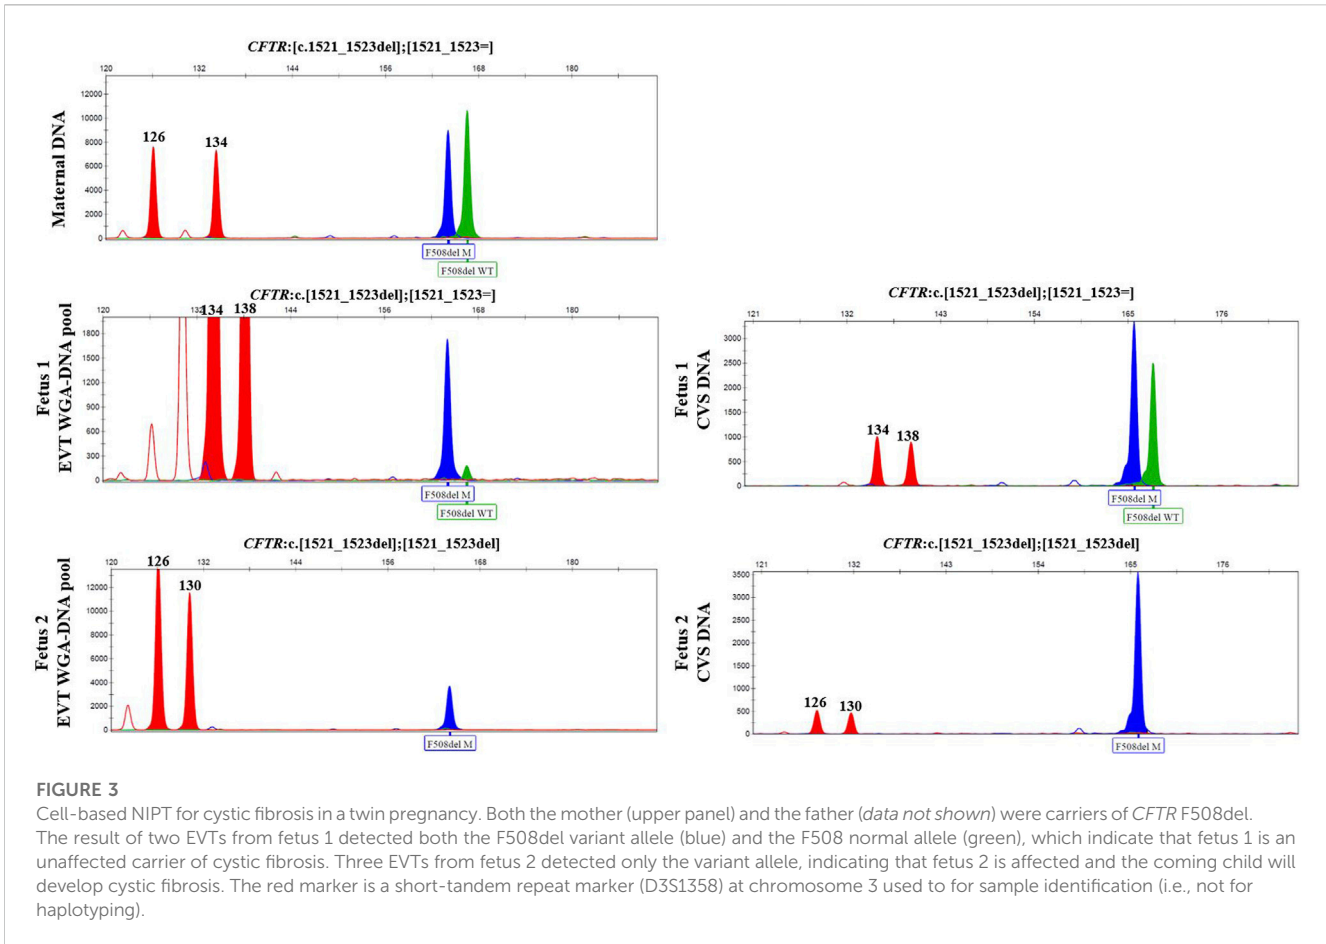 CFTR:[c.1521_1523del];[1521_1523=]
120 132 144 156 168 180
Maternal DNA
12000
10000
8000
6000
4000
2000
0
126 134
F508del M
F508del WT
CFTR:c.[1521_1523del];[1521_1523=]
120 132 144 156 168 180
Fetus 1
EVT WGA-DNA pool
1800
1500
1200
900
600
300
0
134 138
F508del M
F508del WT
CFTR:c.[1521_1523del];[1521_1523=]
121 132 143 154 165 176
Fetus 1
CVS DNA
3000
2500
2000
1500
1000
500
0
134 138
F508del M
F508del WT
CFTR:c.[1521_1523del];[1521_1523del]
120 132 144 156 168 180
Fetus 2
EVT WGA-DNA pool
12000
10000
8000
6000
4000
2000
0
126 130
F508del M
CFTR:c.[1521_1523del];[1521_1523del]
121 132 143 154 165 176
Fetus 2
CVS DNA
3500
3000
2500
2000
1500
1000
500
0
126 130
F508del M
FIGURE 3
Cell-based NIPT for cystic fibrosis in a twin pregnancy. Both the mother (upper panel) and the father (data not shown) were carriers of CFTR F508del.
The result of two EVTs from fetus 1 detected both the F508del variant allele (blue) and the F508 normal allele (green), which indicate that fetus 1 is an
unaffected carrier of cystic fibrosis. Three EVTs from fetus 2 detected only the variant allele, indicating that fetus 2 is affected and the coming child will
develop cystic fibrosis. The red marker is a short-tandem repeat marker (D3S1358) at chromosome 3 used to for sample identification (i.e., not for
haplotyping).